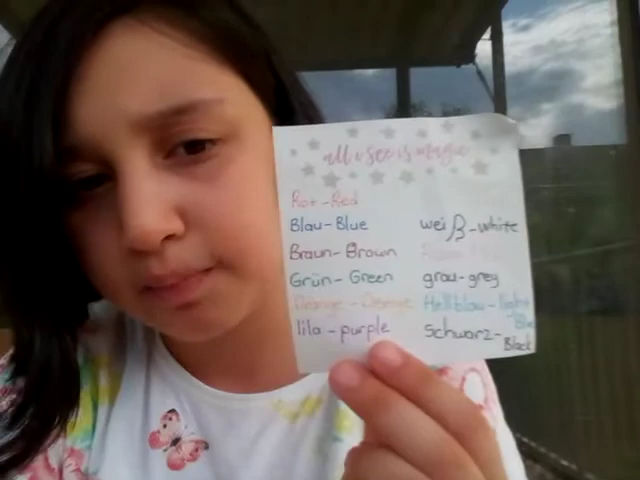 all i see is magic
Rot-Red
Blau-Blue
Braun-Brown
Grün-Green
Orange-Orange
lila-purple
weiß-white
grau-grey
Hellblau-light Blue
Schwarz-
Black